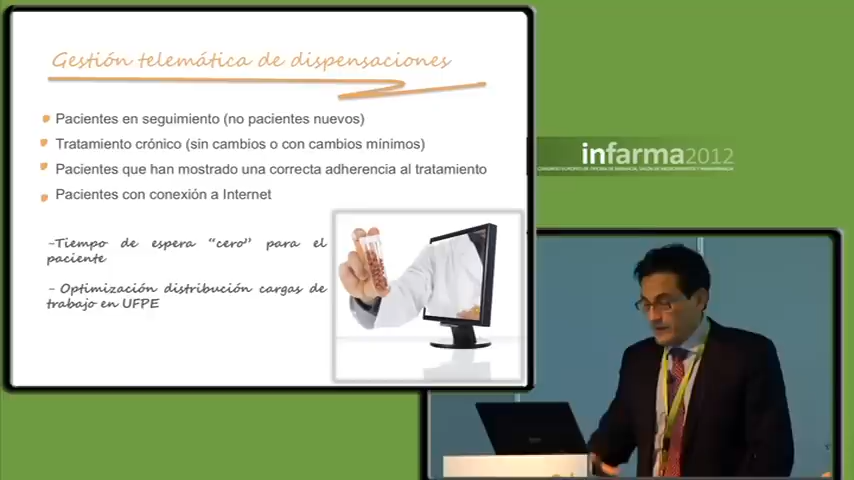 Gestión telemática de dispensaciones
Pacientes en seguimiento (no pacientes nuevos)
Tratamiento crónico (sin cambios o con cambios mínimos)
Pacientes que han mostrado una correcta adherencia al tratamiento
Pacientes con conexión a Internet
-Tiempo de espera "cero" para el
paciente
- Optimización distribución cargas de
trabajo en UFPE
infarma2012